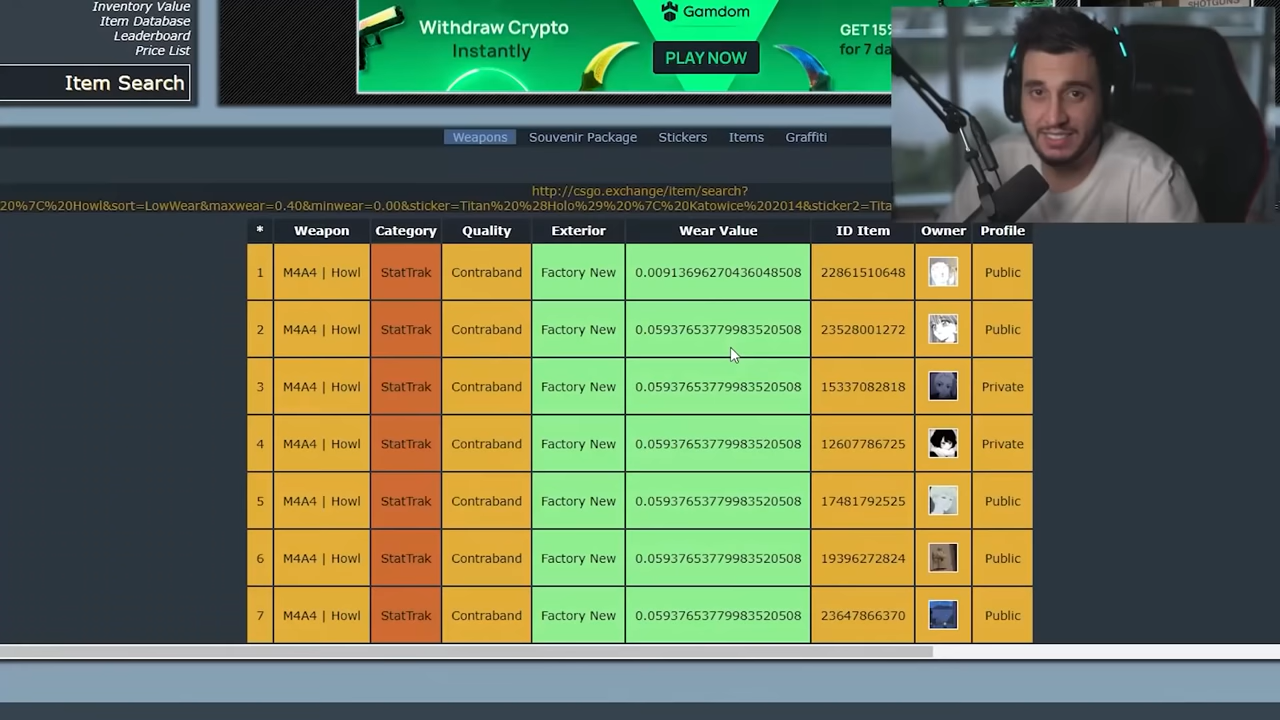 Inventory Value
Item Database
Leaderboard
Price List
Item Search
Withdraw Crypto
Instantly
Gamdom
PLAY NOW
GET 15%
for 7 da
SHOTGUNS
Weapons Souvenir Package Stickers Items Graffiti
http://csgo.exchange/item/search?
20%7C%20Howl&sort=LowWear&maxwear=0.40&minwear=0.00&sticker=Titan%20%28Holo%29%20%7C%20Katowice%202014&sticker2=Tita
* Weapon Category Quality Exterior Wear Value ID Item Owner Profile
1 M4A4 | Howl StatTrak Contraband Factory New 0.00913696270436048508 22861510648 Public
2 M4A4 | Howl StatTrak Contraband Factory New 0.05937653779983520508 23528001272 Public
3 M4A4 | Howl StatTrak Contraband Factory New 0.05937653779983520508 15337082818 Private
4 M4A4 | Howl StatTrak Contraband Factory New 0.05937653779983520508 12607786725 Private
5 M4A4 | Howl StatTrak Contraband Factory New 0.05937653779983520508 17481792525 Public
6 M4A4 | Howl StatTrak Contraband Factory New 0.05937653779983520508 19396272824 Public
7 M4A4 | Howl StatTrak Contraband Factory New 0.05937653779983520508 23647866370 Public